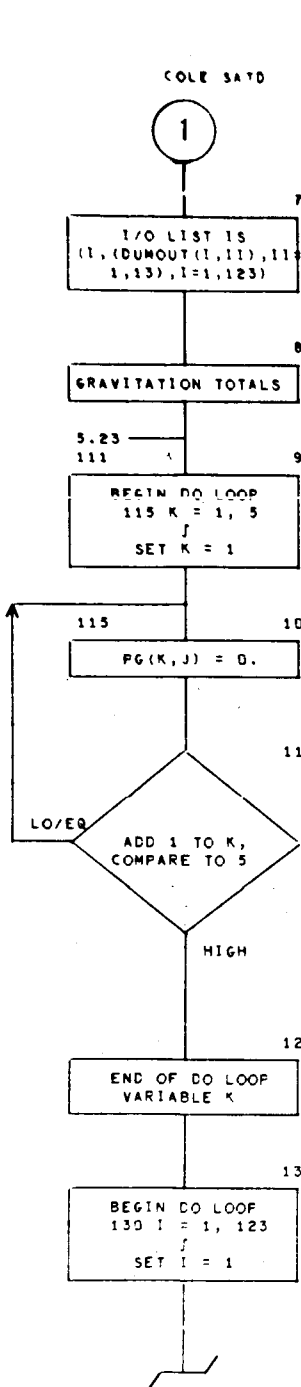 COLE SATD
1
7
I/O LIST IS
(I,(DUMOUT(I,II),II=
1,13),I=1,123)
8
GRAVITATION TOTALS
5.23
111
9
BEGIN DO LOOP
115 K = 1, 5
SET K = 1
115
10
PG(K,J) = 0.
11
LO/EQ
ADD 1 TO K,
COMPARE TO 5
HIGH
12
END OF DO LOOP
VARIABLE K
13
BEGIN DO LOOP
130 I = 1, 123
SET I = 1